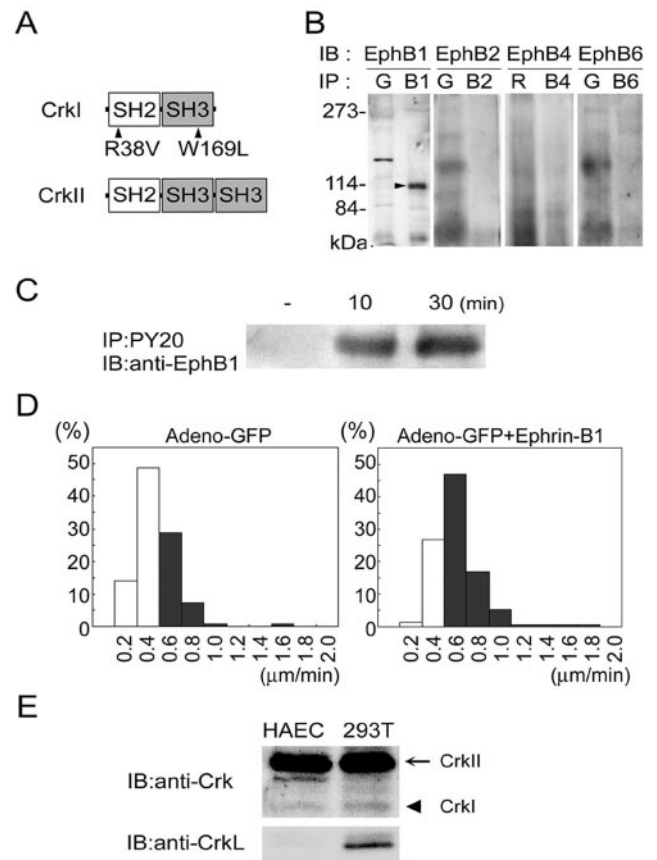 A
CrkI
SH2 SH3
R38V W169L
CrkII
SH2 SH3 SH3
B
IB : EphB1 EphB2 EphB4 EphB6
IP : G B1 G B2 R B4 G B6
273-
114-
84-
kDa
C
- 10 30 (min)
IP:PY20
IB:anti-EphB1
D
(%) Adeno-GFP
50
40
30
20
10
0
0.2 0.4 0.6 0.8 1.0 1.2 1.4 1.6 1.8 2.0
(μm/min)
(%) Adeno-GFP+Ephrin-B1
50
40
30
20
10
0
0.2 0.4 0.6 0.8 1.0 1.2 1.4 1.6 1.8 2.0
(μm/min)
E
HAEC 293T
IB:anti-Crk
CrkII
CrkI
IB:anti-CrkL